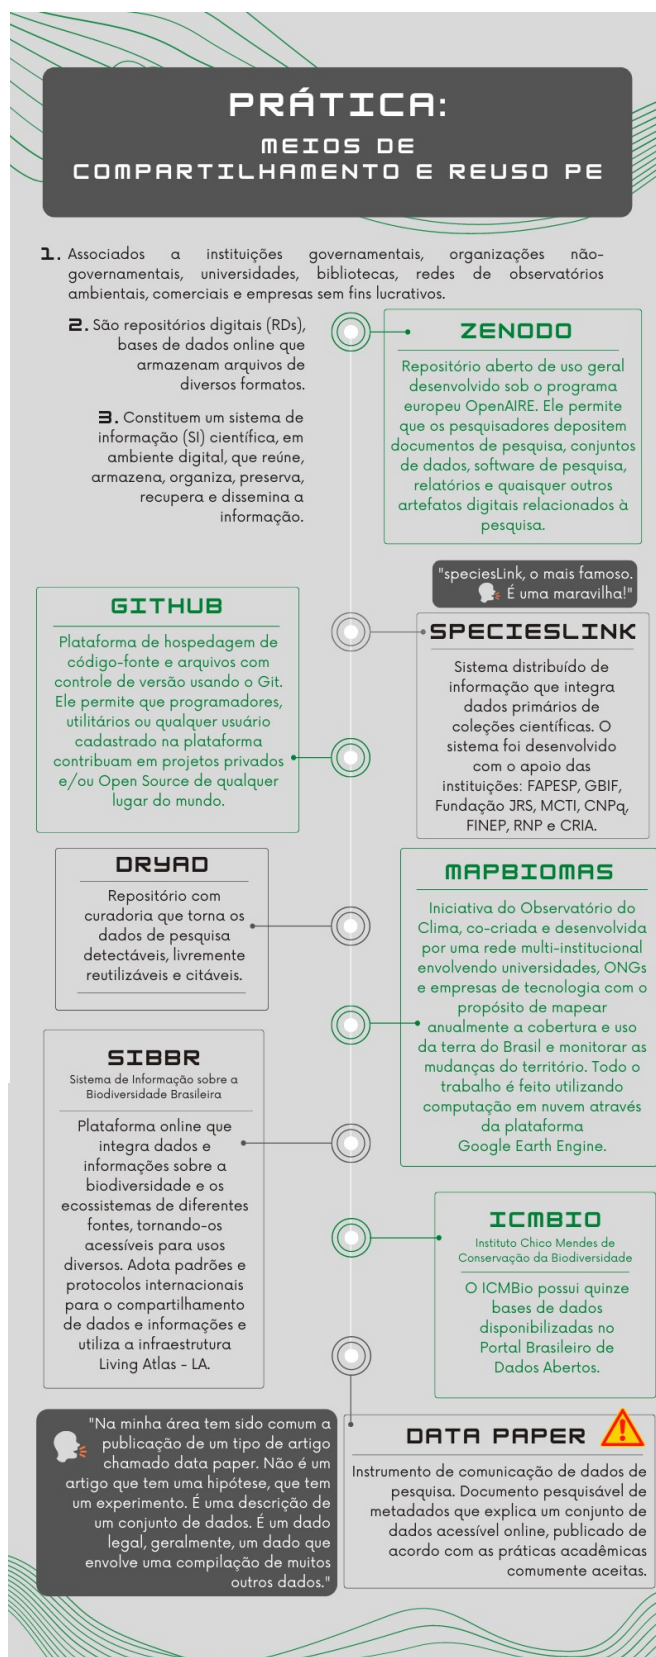 PRÁTICA:
MEIOS DE
COMPARTILHAMENTO E REUSO PE
1. Associados a instituições governamentais, organizações não-
governamentais, universidades, bibliotecas, redes de observatórios
ambientais, comerciais e empresas sem fins lucrativos.
2. São repositórios digitais (RDs),
bases de dados online que
armazenam arquivos de
diversos formatos.
3. Constituem um sistema de
informação (SI) científica, em
ambiente digital, que reúne,
armazena, organiza, preserva,
recupera e dissemina a
informação.
ZENODO
Repositório aberto de uso geral
desenvolvido sob o programa
europeu OpenAIRE. Ele permite
que os pesquisadores depositem
documentos de pesquisa, conjuntos
de dados, software de pesquisa,
relatórios e quaisquer outros
artefatos digitais relacionados à
pesquisa.
"speciesLink, o mais famoso.
É uma maravilha!"
SPECIESLINK
Sistema distribuído de
informação que integra
dados primários de
coleções científicas. O
sistema foi desenvolvido
com o apoio das
instituições: FAPESP, GBIF,
Fundação JRS, MCTI, CNPq,
FINEP, RNP e CRIA.
GITHUB
Plataforma de hospedagem de
código-fonte e arquivos com
controle de versão usando o Git.
Ele permite que programadores,
utilitários ou qualquer usuário
cadastrado na plataforma
contribuam em projetos privados
e/ou Open Source de qualquer
lugar do mundo.
DRYAD
Repositório com
curadoria que torna os
dados de pesquisa
detectáveis, livremente
reutilizáveis e citáveis.
MAPBIOMAS
Iniciativa do Observatório do
Clima, co-criada e desenvolvida
por uma rede multi-institucional
envolvendo universidades, ONGs
e empresas de tecnologia com o
propósito de mapear
anualmente a cobertura e uso
da terra do Brasil e monitorar as
mudanças do território. Todo o
trabalho é feito utilizando
computação em nuvem através
da plataforma
Google Earth Engine.
SIBBR
Sistema de Informação sobre a
Biodiversidade Brasileira
Plataforma online que
integra dados e
informações sobre a
biodiversidade e os
ecossistemas de diferentes
fontes, tornando-os
acessíveis para usos
diversos. Adota padrões e
protocolos internacionais
para o compartilhamento
de dados e informações e
utiliza a infraestrutura
Living Atlas - LA.
ICMBIO
Instituto Chico Mendes de
Conservação da Biodiversidade
O ICMBio possui quinze
bases de dados
disponibilizadas no
Portal Brasileiro de
Dados Abertos.
"Na minha área tem sido comum a
publicação de um tipo de artigo
chamado data paper. Não é um
artigo que tem uma hipótese, que tem
um experimento. É uma descrição de
um conjunto de dados. É um dado
legal, geralmente, um dado que
envolve uma compilação de muitos
outros dados."
DATA PAPER
Instrumento de comunicação de dados de
pesquisa. Documento pesquisável de
metadados que explica um conjunto de
dados acessível online, publicado de
acordo com as práticas acadêmicas
comumente aceitas.